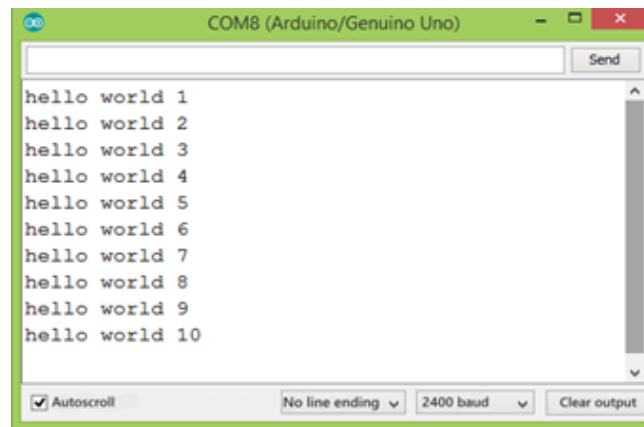 COM8 (Arduino/Genuino Uno)
Send
hello world 1
hello world 2
hello world 3
hello world 4
hello world 5
hello world 6
hello world 7
hello world 8
hello world 9
hello world 10
Autoscroll
No line ending
2400 baud
Clear output